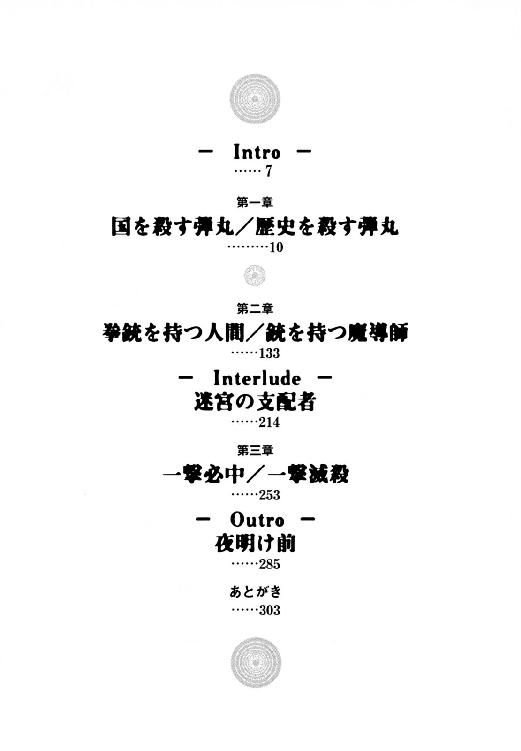 — Intro —
……7
第一章
国を殺す弾丸／歴史を殺す弾丸
………10
第二章
拳銃を持つ人間／銃を持つ魔導師
……133
— Interlude —
迷宮の支配者
……214
第三章
一撃必中／一撃滅殺
……253
— Outro —
夜明け前
……285
あとがき
……303